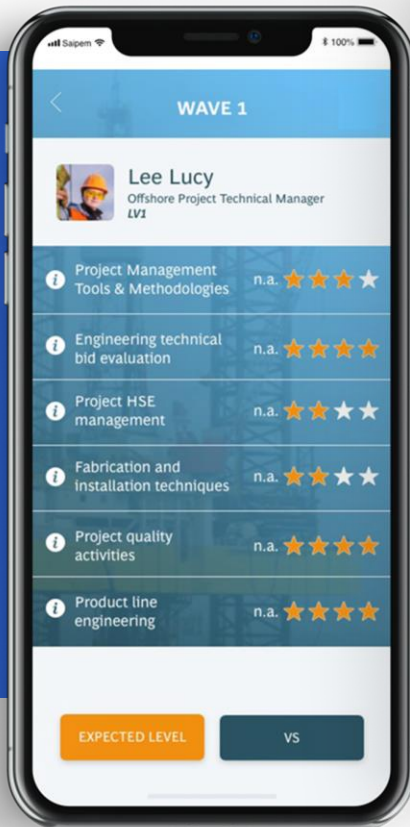 Saipem
100%
WAVE 1
Lee Lucy
Offshore Project Technical Manager
LV1
Project Management
Tools & Methodologies
n.a.
Engineering technical
bid evaluation
n.a.
Project HSE
management
n.a.
Fabrication and
installation techniques
n.a.
Project quality
activities
n.a.
Product line
engineering
n.a.
EXPECTED LEVEL
VS